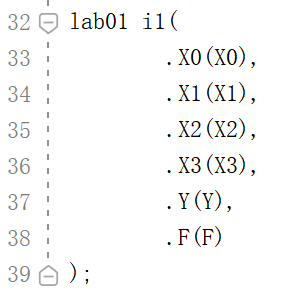 32 lab01 i1(
33 .X0(X0),
34 .X1(X1),
35 .X2(X2),
36 .X3(X3),
37 .Y(Y),
38 .F(F)
39 );